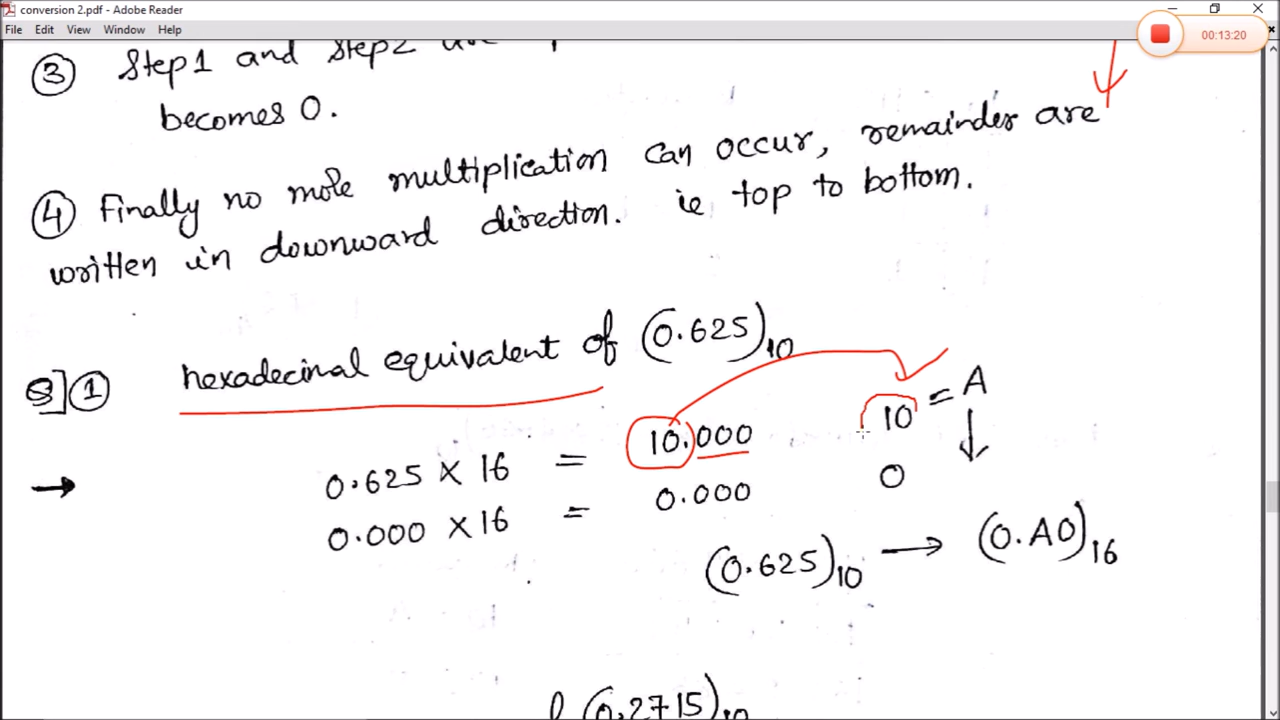 conversion 2.pdf - Adobe Reader
File Edit View Window Help
00:13:20
③ Step1 and Step2
becomes 0.
④ Finally no more multiplication can occur, remainder are
written in downward direction. ie top to bottom.
Q] ① hexadecinal equivalent of (0.625)10
0.625 × 16 = 10.000 10 = A
0.000 × 16 = 0.000 0
(0.625)10 → (0.A0)16
(0.2715)10